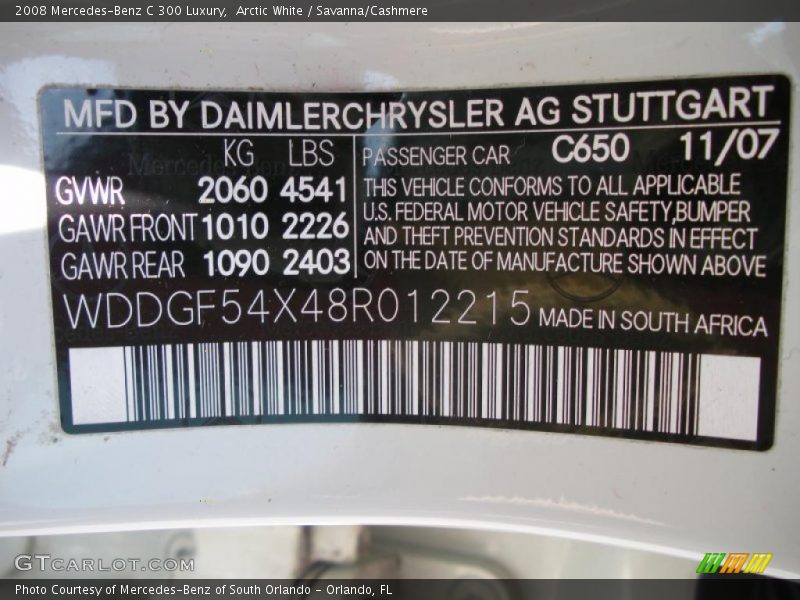 2008 Mercedes-Benz C 300 Luxury, Arctic White / Savanna/Cashmere
MFD BY DAIMLERCHRYSLER AG STUTTGART
KG LBS
GVWR 2060 4541
GAWR FRONT 1010 2226
GAWR REAR 1090 2403
PASSENGER CAR C650 11/07
THIS VEHICLE CONFORMS TO ALL APPLICABLE
U.S. FEDERAL MOTOR VEHICLE SAFETY, BUMPER
AND THEFT PREVENTION STANDARDS IN EFFECT
ON THE DATE OF MANUFACTURE SHOWN ABOVE
WDDGF54X48R012215 MADE IN SOUTH AFRICA
GTCARLOT.COM
Photo Courtesy of Mercedes-Benz of South Orlando - Orlando, FL